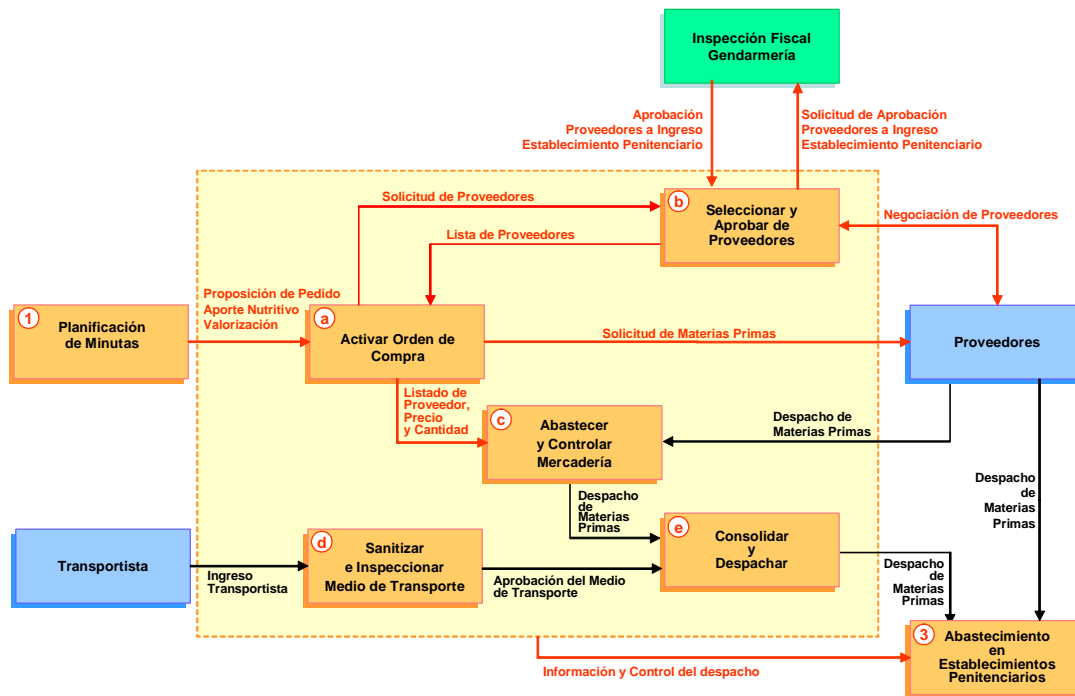 Inspección Fiscal
Gendarmería
Aprobación
Proveedores a Ingreso
Establecimiento Penitenciario
Solicitud de Aprobación
Proveedores a Ingreso
Establecimiento Penitenciario
Solicitud de Proveedores
b
Seleccionar y
Aprobar de
Proveedores
Negociación de Proveedores
Lista de Proveedores
1
Planificación
de Minutas
Proposición de Pedido
Aporte Nutritivo
Valorización
a
Activar Orden de
Compra
Solicitud de Materias Primas
Proveedores
Listado de
Proveedor,
Precio
y Cantidad
c
Abastecer
y Controlar
Mercadería
Despacho de
Materias Primas
Despacho
de
Materias
Primas
Despacho
de
Materias
Primas
Transportista
Ingreso
Transportista
d
Sanitizar
e Inspeccionar
Medio de Transporte
Aprobación del Medio
de Transporte
e
Consolidar
y
Despachar
Despacho
de
Materias
Primas
3
Abastecimiento
en
Establecimientos
Penitenciarios
Información y Control del despacho